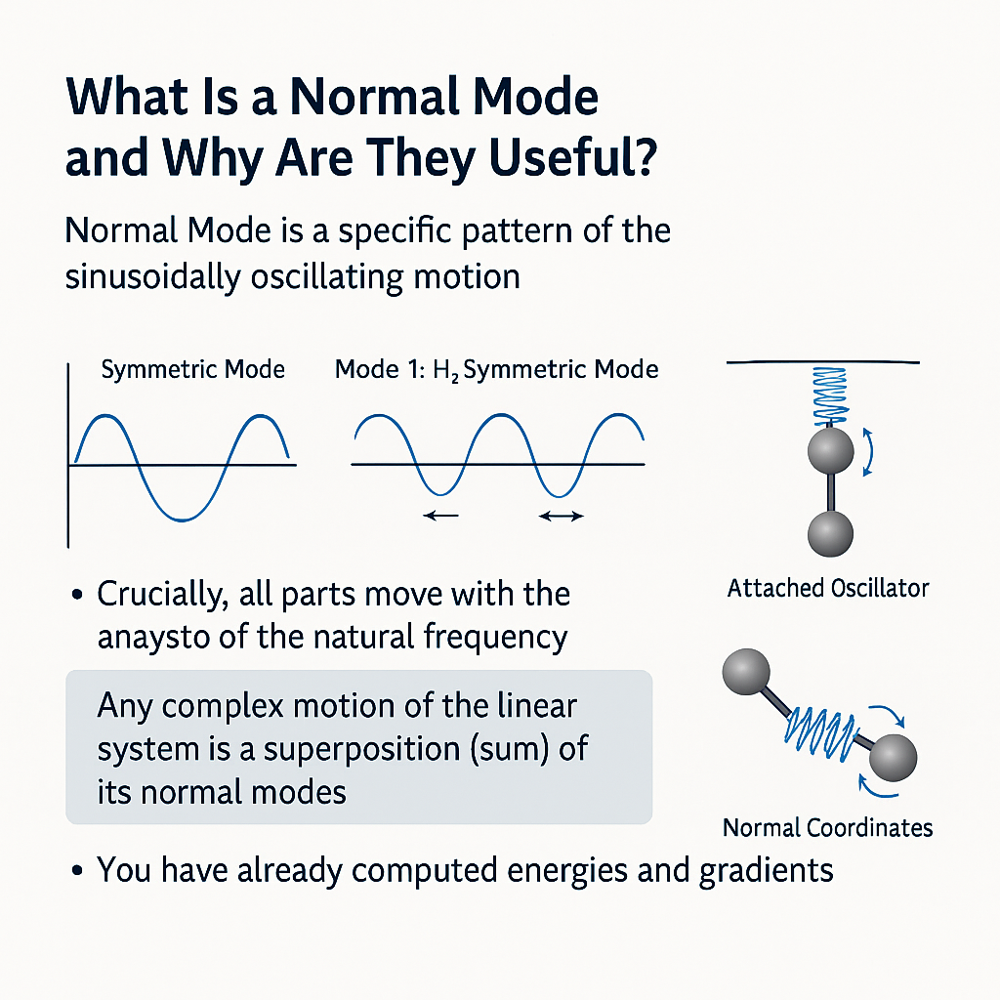 What Is a Normal Mode
and Why Are They Useful?
Normal Mode is a specific pattern of the
sinusoidally oscillating motion
Symmetric Mode
Mode 1: H₂ Symmetric Mode
Attached Oscillator
• Crucially, all parts move with the
anaysto of the natural frequency
Any complex motion of the linear
system is a superposition (sum) of
its normal modes
Normal Coordinates
• You have already computed energies and gradients